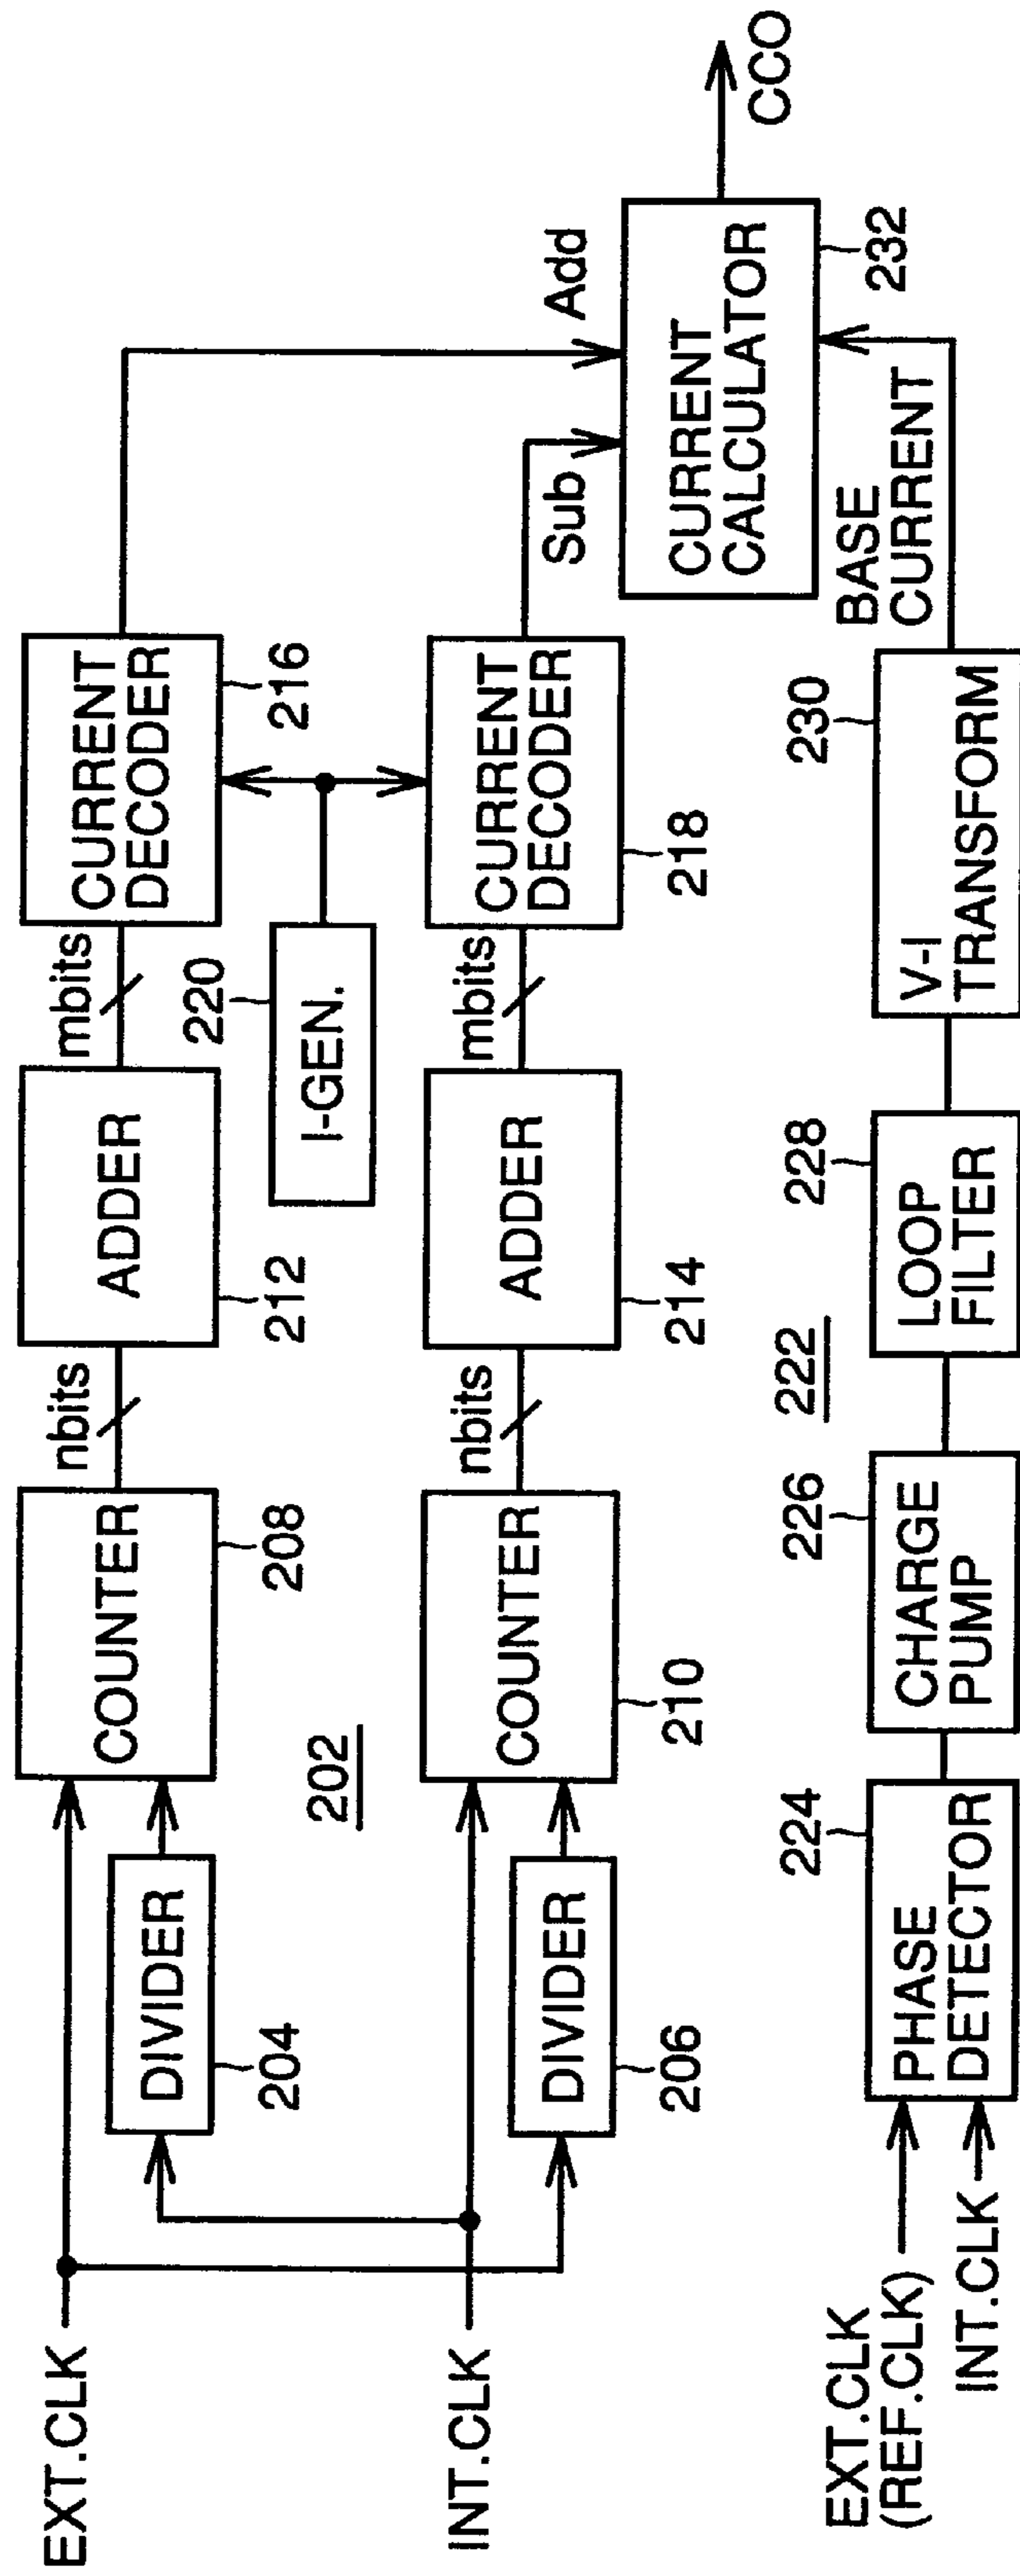 EXT.CLK
DIVIDER
204
COUNTER
208
nbits
ADDER
212
mbits
CURRENT
DECODER
216
202
220
I-GEN.
INT.CLK
DIVIDER
206
COUNTER
210
nbits
ADDER
214
mbits
CURRENT
DECODER
218
Sub
Add
CURRENT
CALCULATOR
232
CCO
EXT.CLK
(REF.CLK)
INT.CLK
PHASE
DETECTOR
224
CHARGE
PUMP
226
222
LOOP
FILTER
228
V-I
TRANSFORM
230
BASE
CURRENT